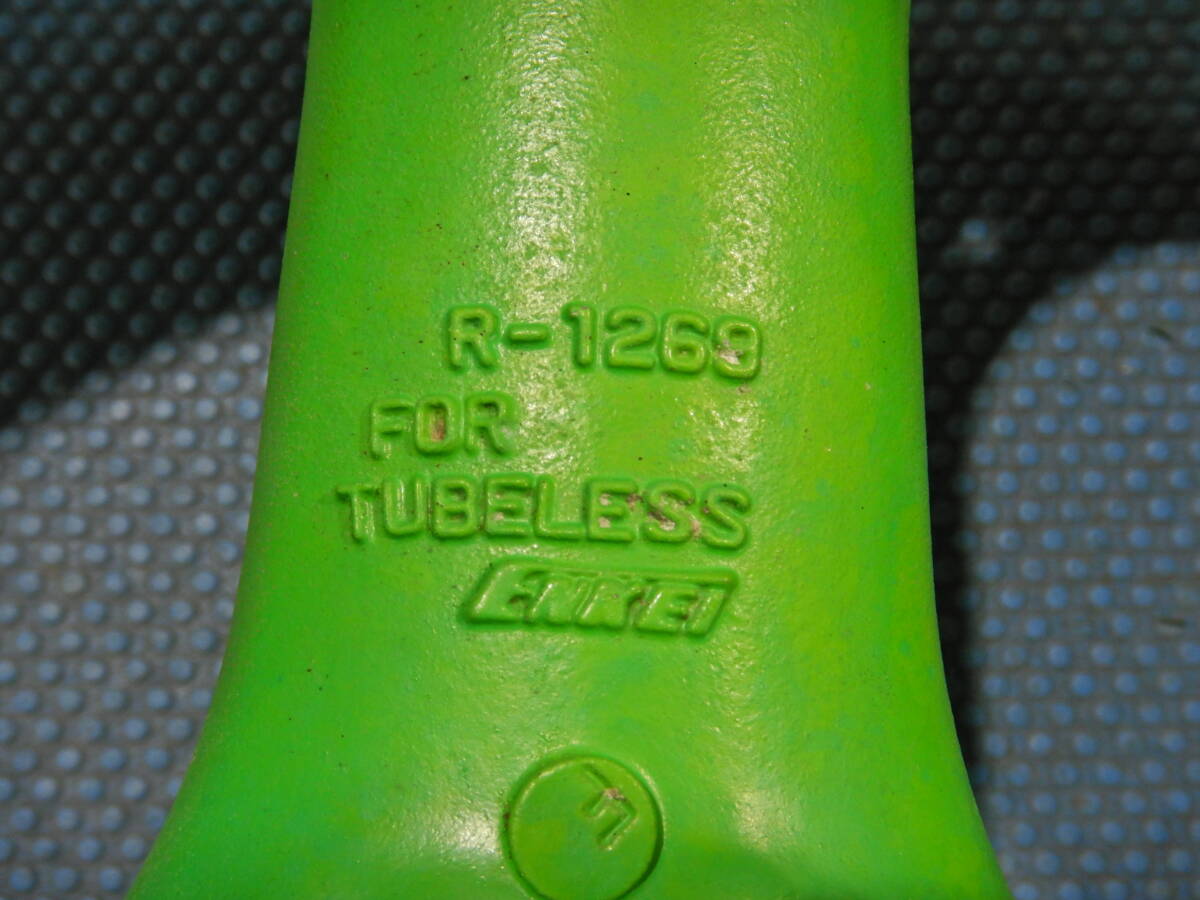 R-1269
FOR
TUBELESS
ENKEI